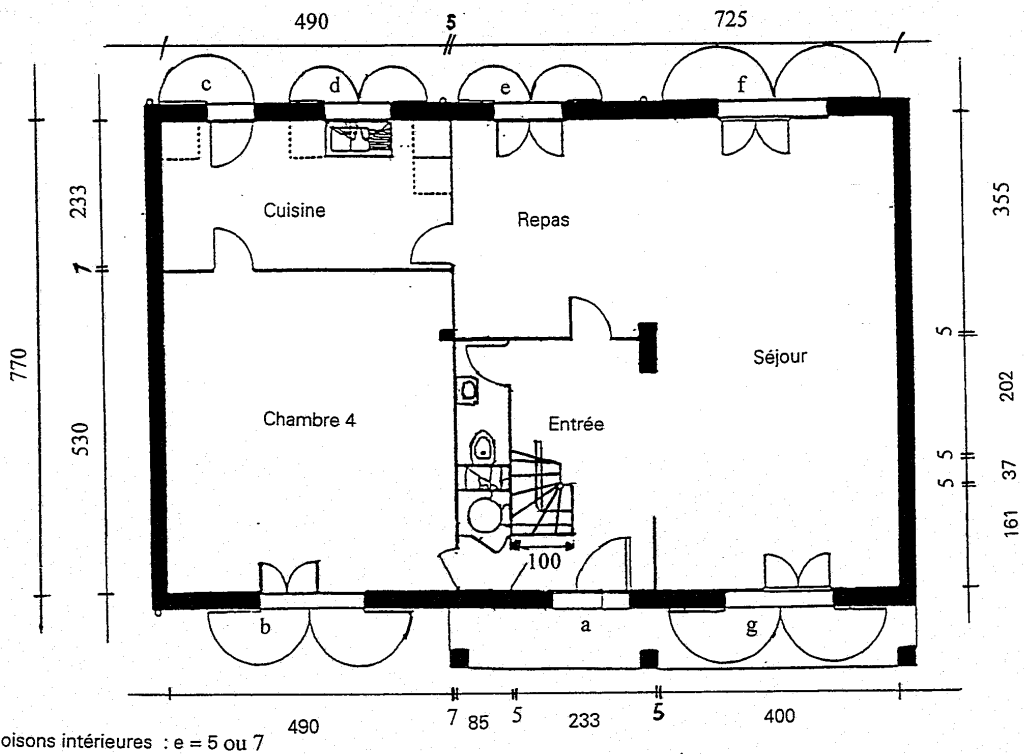 490 5 725
c d e f
233
Cuisine
Repas
355
7
770
5
Séjour
202
530
Chambre 4
Entrée
5
37
5
161
100
b a g
490 7 85 5 233 5 400
oisons intérieures : e = 5 ou 7